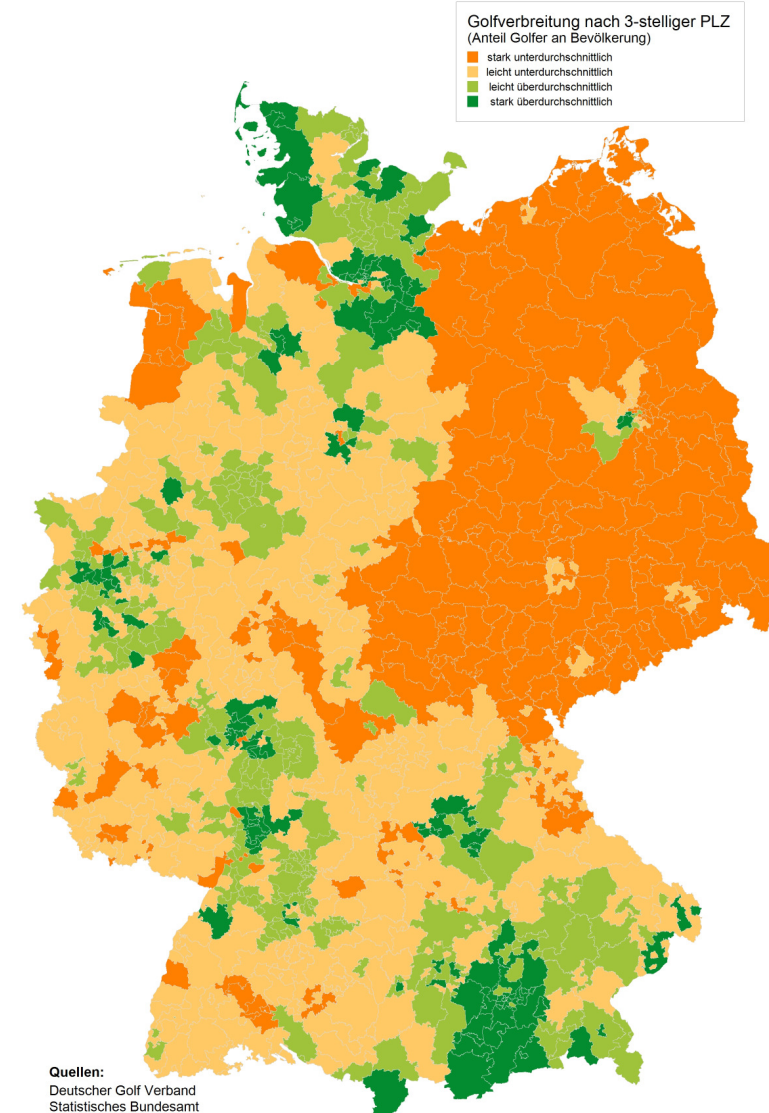 Golfverbreitung nach 3-stelliger PLZ
(Anteil Golfer an Bevölkerung)
stark unterdurchschnittlich
leicht unterdurchschnittlich
leicht überdurchschnittlich
stark überdurchschnittlich
Quellen:
Deutscher Golf Verband
Statistisches Bundesamt